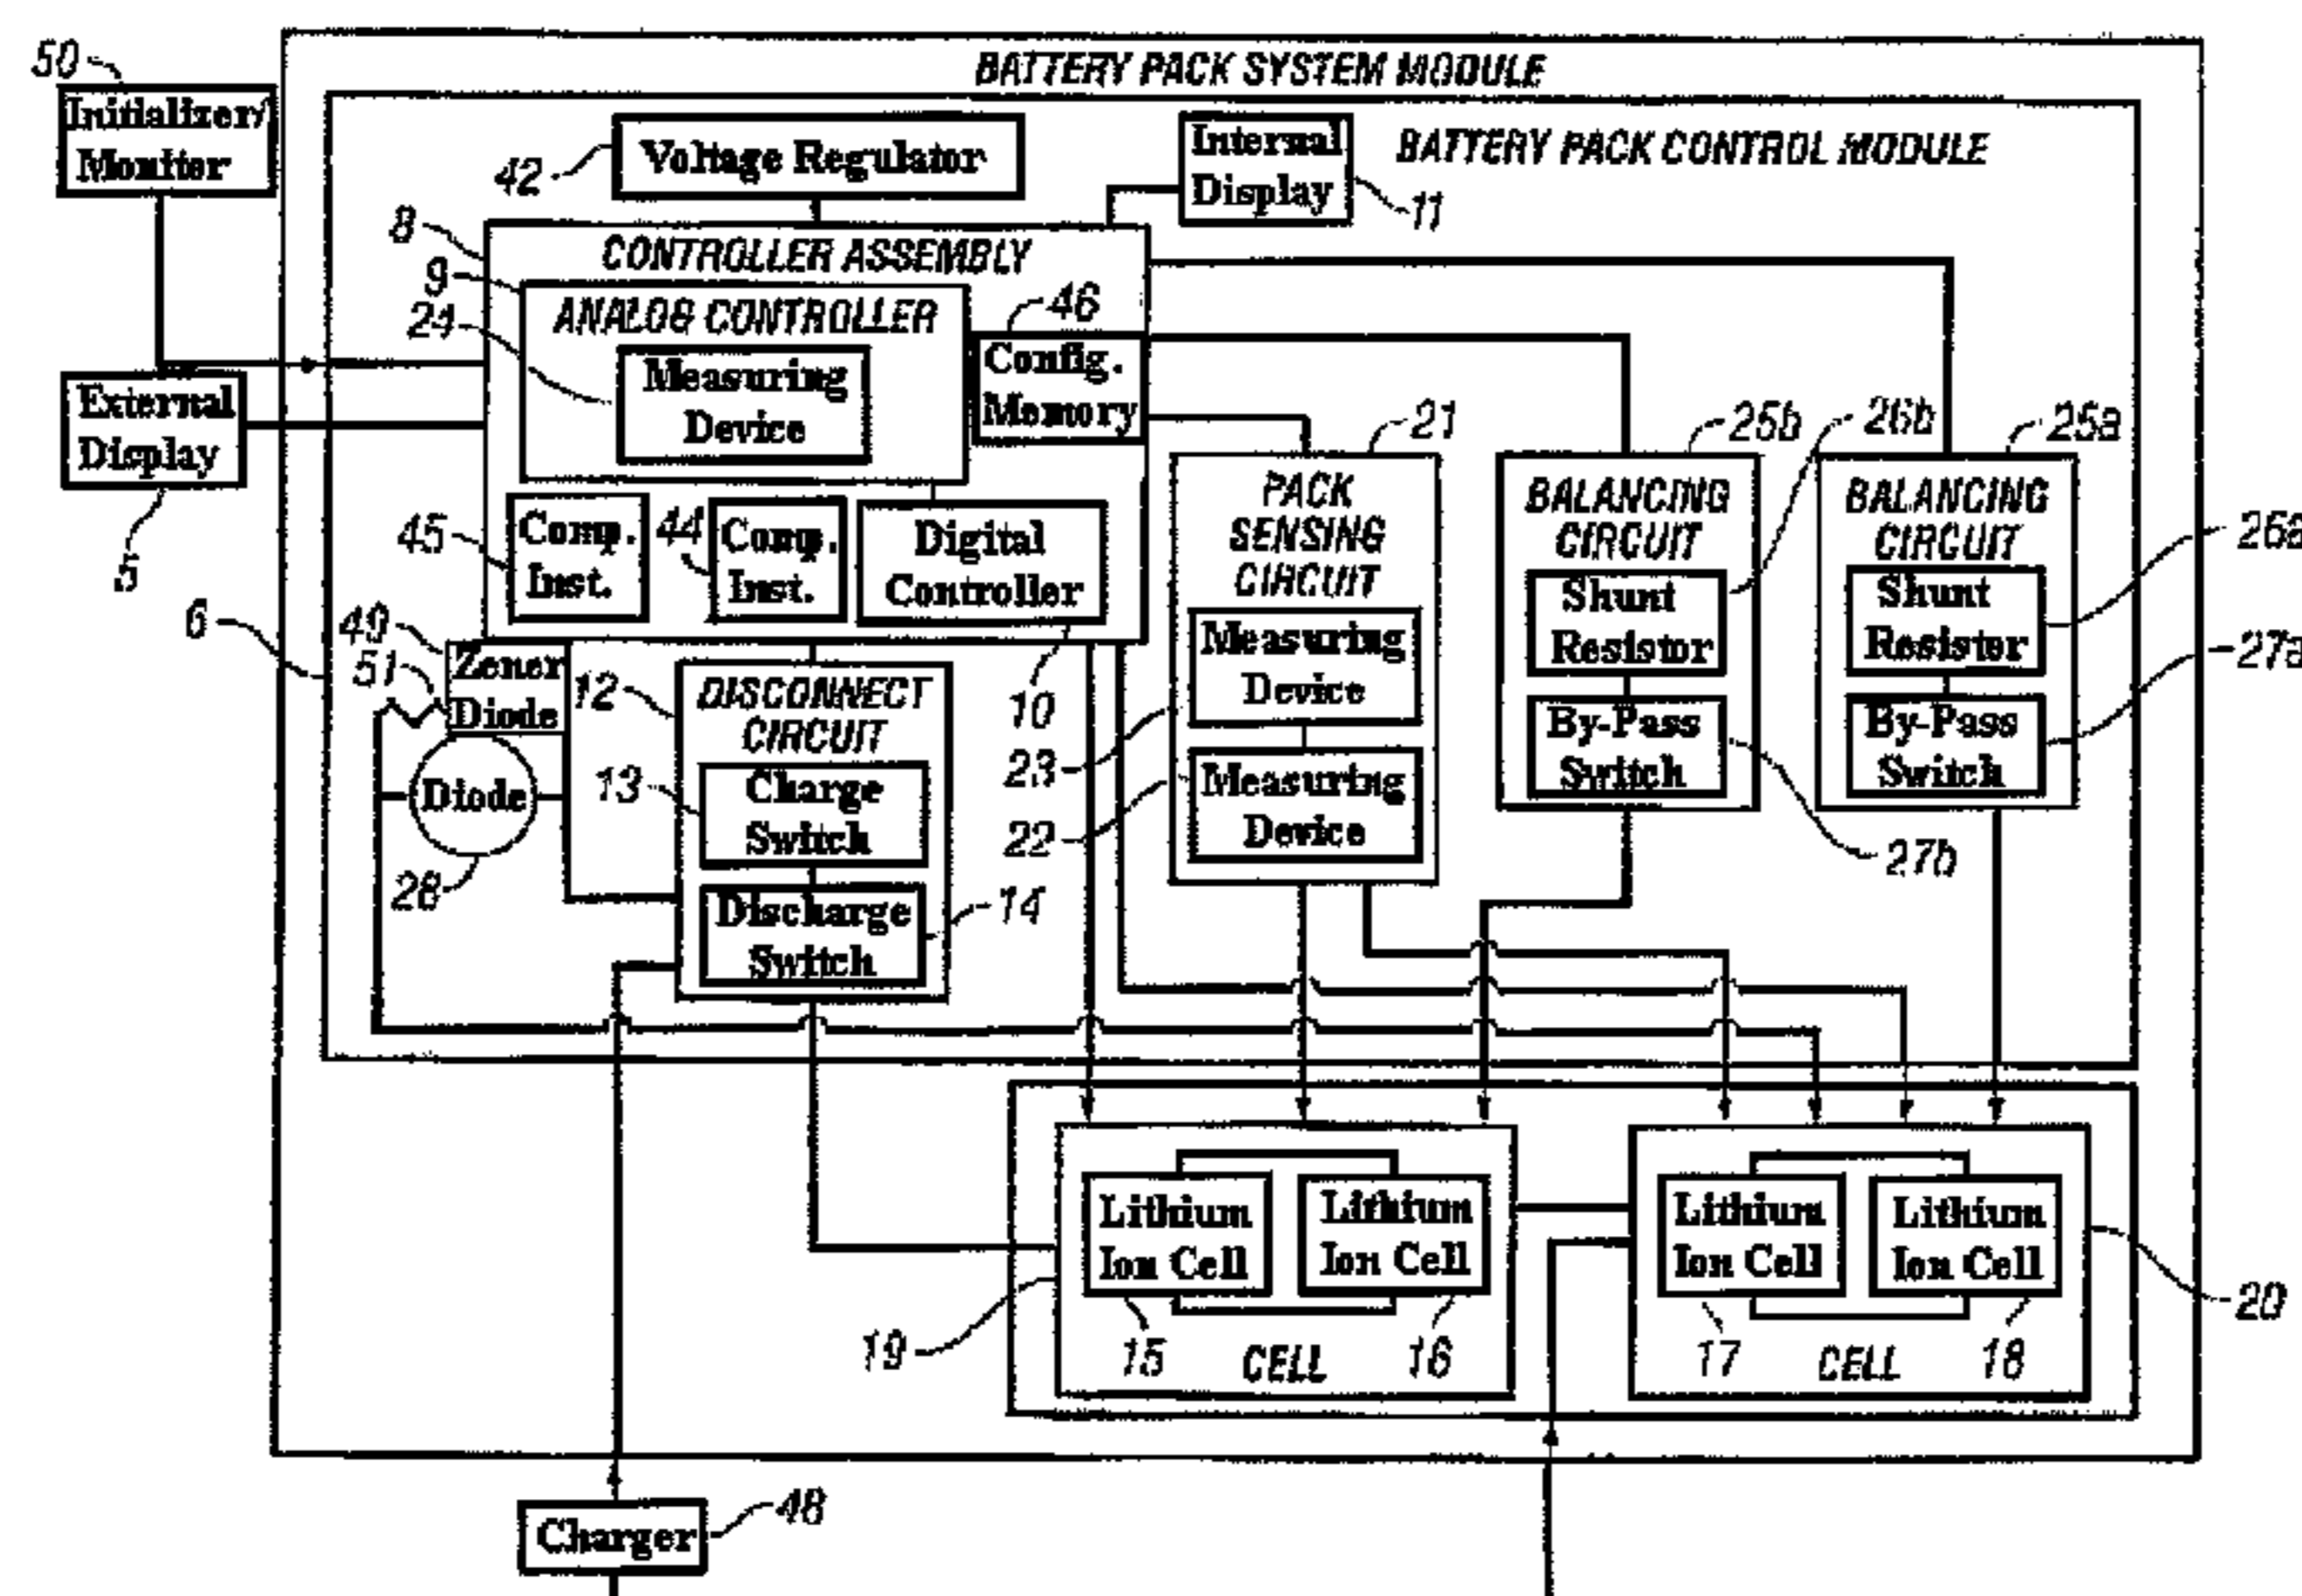 BATTERY PACK SYSTEM MODULE
50
Initializer/
Moniter
BATTERY PACK CONTROL MODULE
42
Voltage Regulator
Internal
Display
11
8
CONTROLLER ASSEMBLY
9
ANALOG CONTROLLER
24
Measuring
Device
46
Config.
Memory
External
Display
5
45
Comp.
Inst.
44
Comp.
Inst.
Digital
Controller
10
21
PACK
SENSING
CIRCUIT
Measuring
Device
23
Measuring
Device
22
25b
26b
BALANCING
CIRCUIT
Shunt
Resistor
By-Pass
Switch
27b
25a
BALANCING
CIRCUIT
26a
Shunt
Resister
27a
By-Pass
Switch
6
49
51
Zener
Diode
Diode
28
12
DISCONNECT
CIRCUIT
13
Charge
Switch
Discharge
Switch
14
Lithium
Ion Cell
Lithium
Ion Cell
19
15
CELL
16
Lithium
Ion Cell
Lithium
Ion Cell
17
CELL
18
20
Charger
48